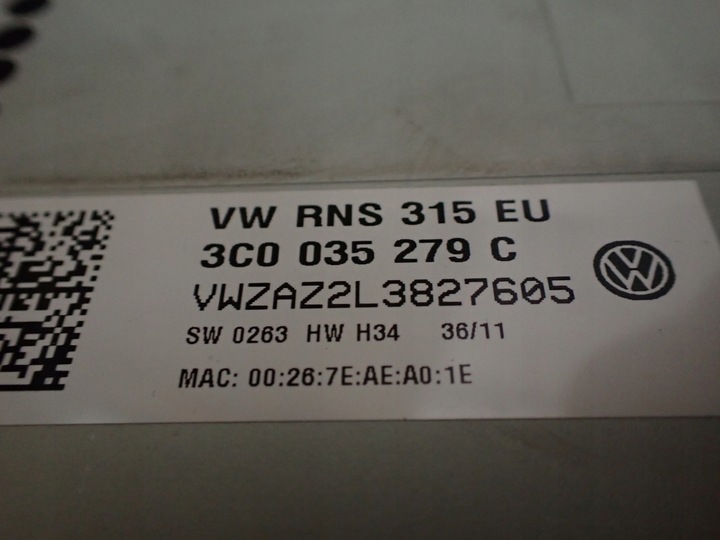 VW RNS 315 EU
3C0 035 279 C
VWZAZ2L3827605
SW 0263 HW H34 36/11
MAC: 00:26:7E:AE:A0:1E